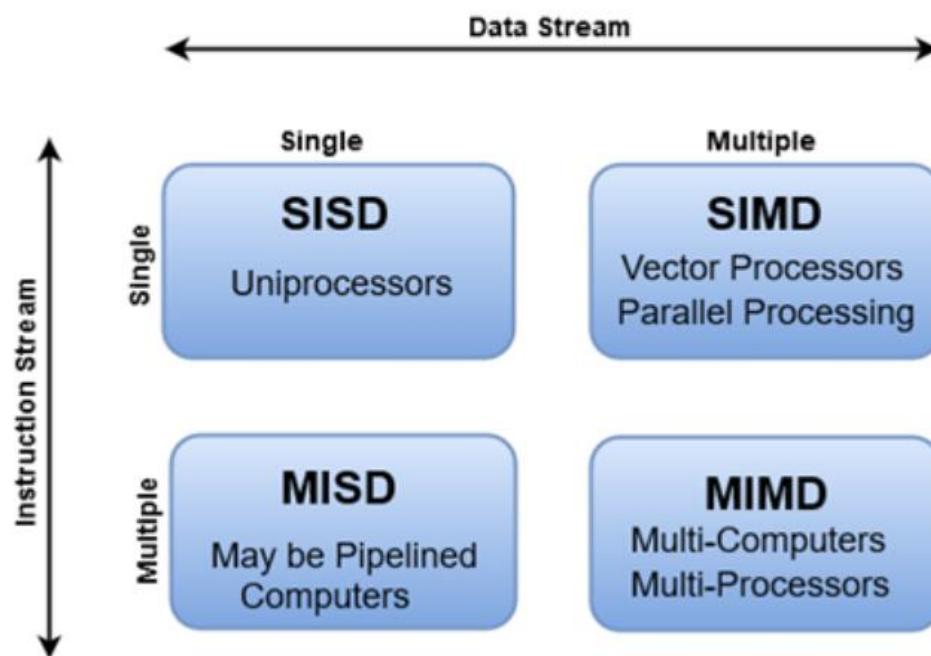 Data Stream
Single
Multiple
Instruction Stream
Single
SISD
Uniprocessors
SIMD
Vector Processors
Parallel Processing
Multiple
MISD
May be Pipelined
Computers
MIMD
Multi-Computers
Multi-Processors